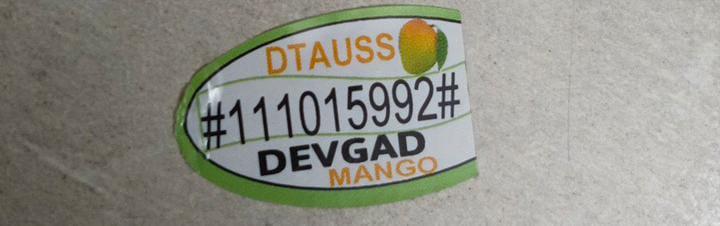 DTAUSS
#111015992#
DEVGAD
MANGO